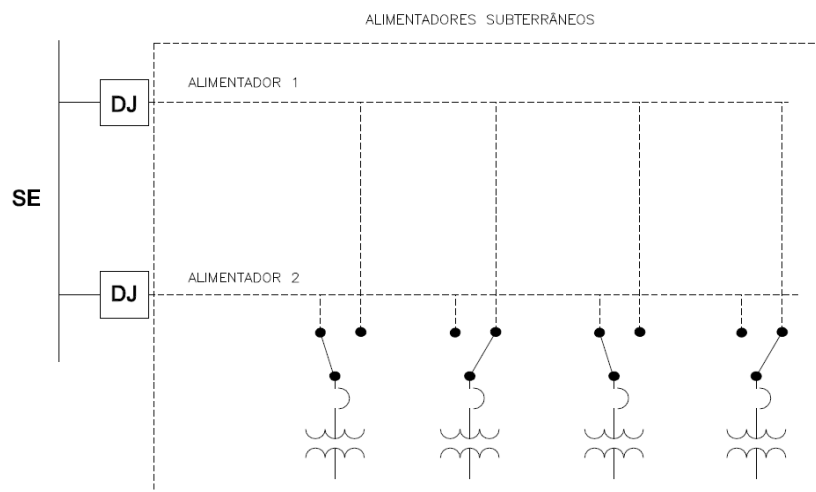 ALIMENTADORES SUBTERRÂNEOS
ALIMENTADOR 1
DJ
SE
ALIMENTADOR 2
DJ